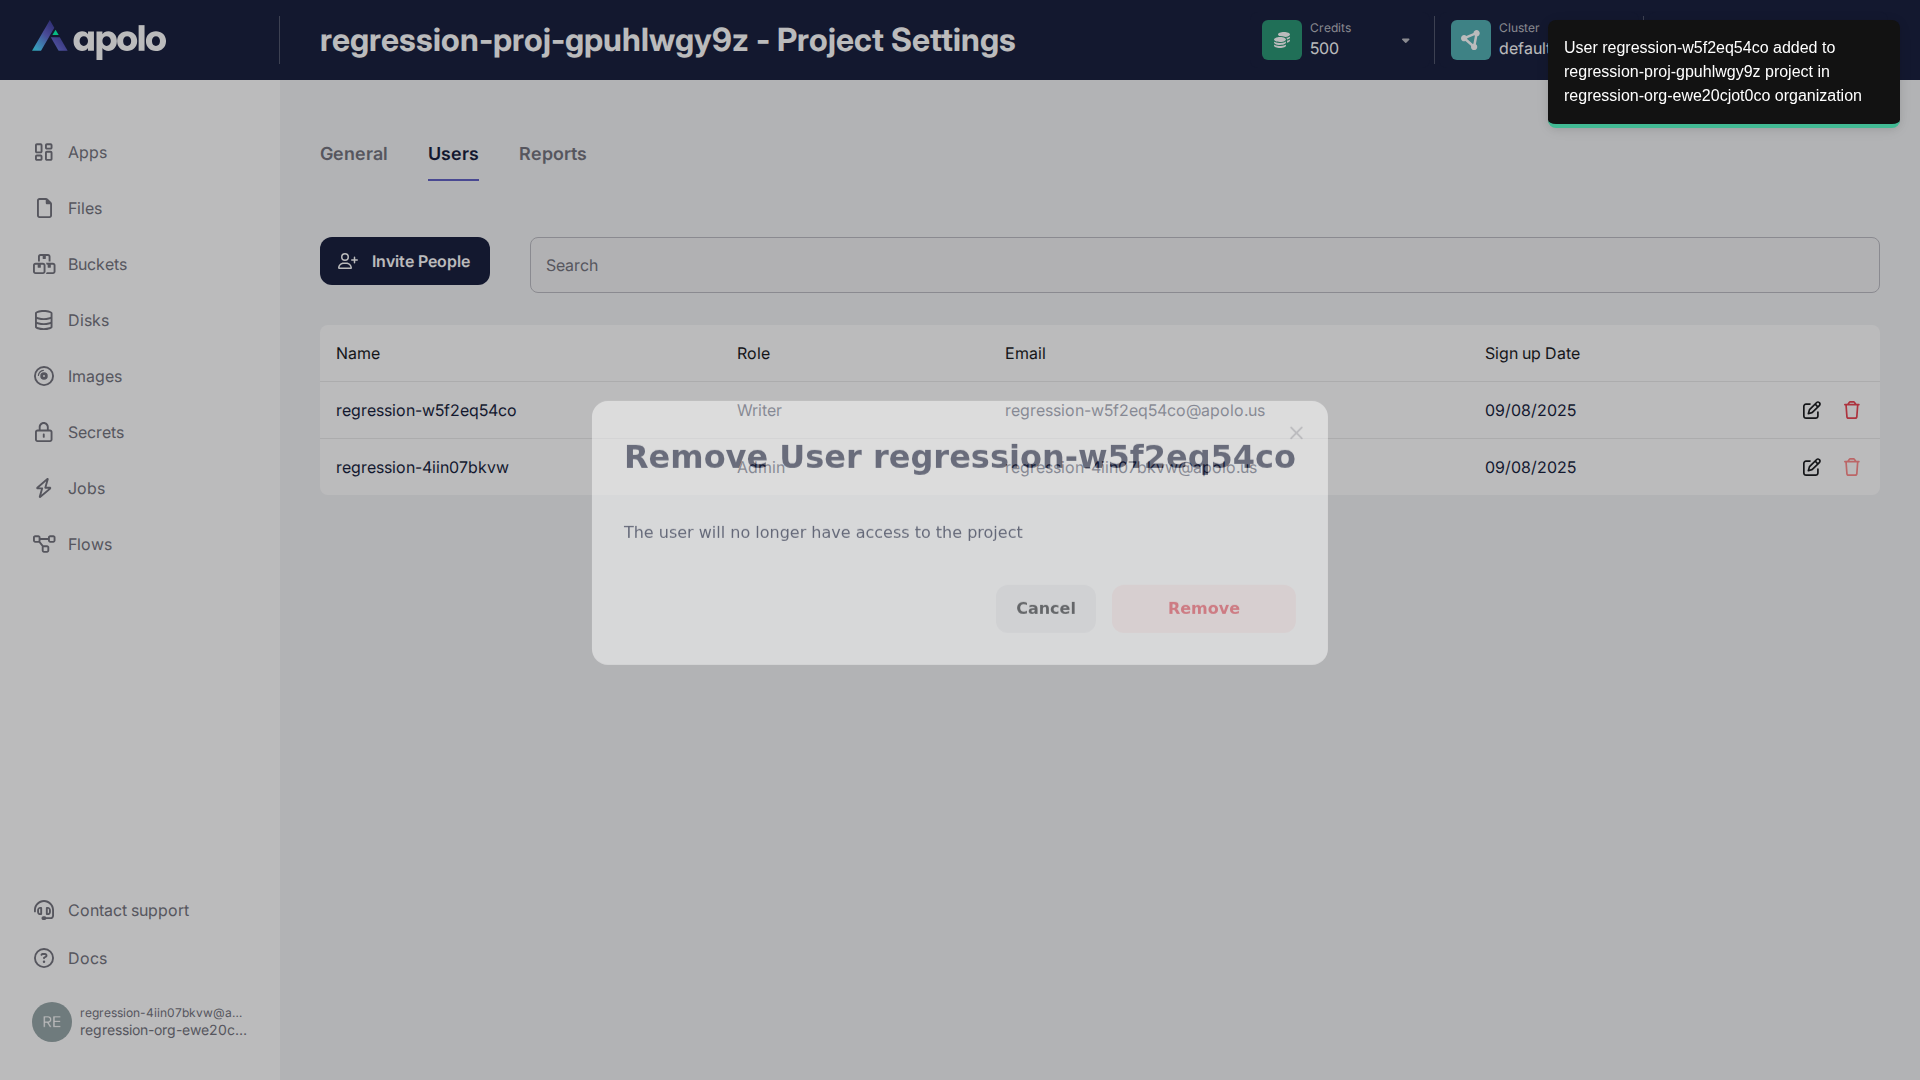 apolo
regression-proj-gpuhlwgy9z - Project Settings
Credits
500
Cluster
default
User regression-w5f2eq54co added to
regression-proj-gpuhlwgy9z project in
regression-org-ewe20cjot0co organization
Apps
Files
Buckets
Disks
Images
Secrets
Jobs
Flows
General
Users
Reports
Invite People
Search
Name Role Email Sign up Date
regression-w5f2eq54co Writer regression-w5f2eq54co@apolo.us 09/08/2025
regression-4iin07bkvw Admin regression-4iin07bkvw@apolo.us 09/08/2025
Remove User regression-w5f2eq54co
The user will no longer have access to the project
Cancel
Remove
Contact support
Docs
RE
regression-4iin07bkvw@a...
regression-org-ewe20c...